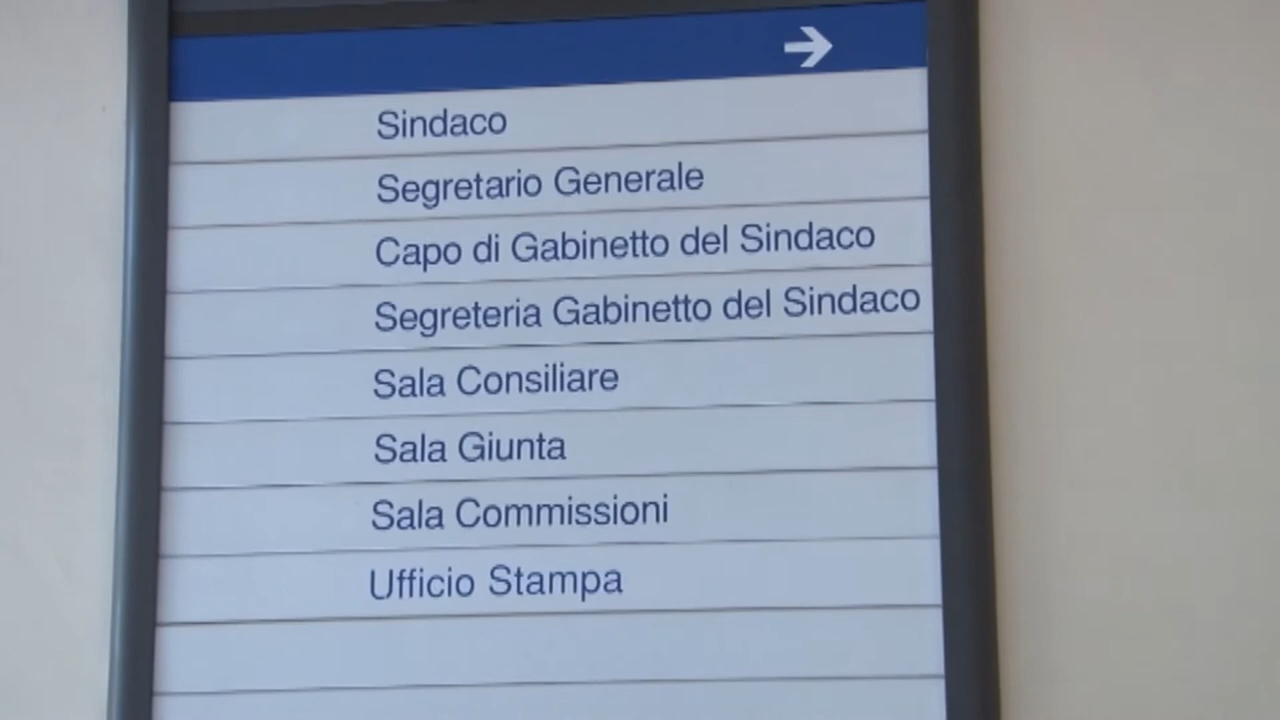 Sindaco
Segretario Generale
Capo di Gabinetto del Sindaco
Segreteria Gabinetto del Sindaco
Sala Consiliare
Sala Giunta
Sala Commissioni
Ufficio Stampa